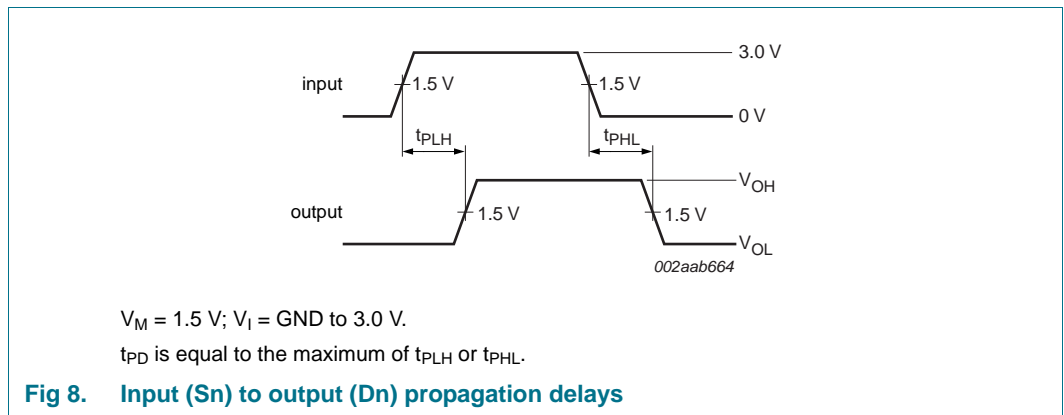 3.0 V
input
1.5 V
1.5 V
0 V
tPLH
tPHL
VOH
output
1.5 V
1.5 V
VOL
002aab664
VM = 1.5 V; VI = GND to 3.0 V.
tPD is equal to the maximum of tPLH or tPHL.
Fig 8. Input (Sn) to output (Dn) propagation delays